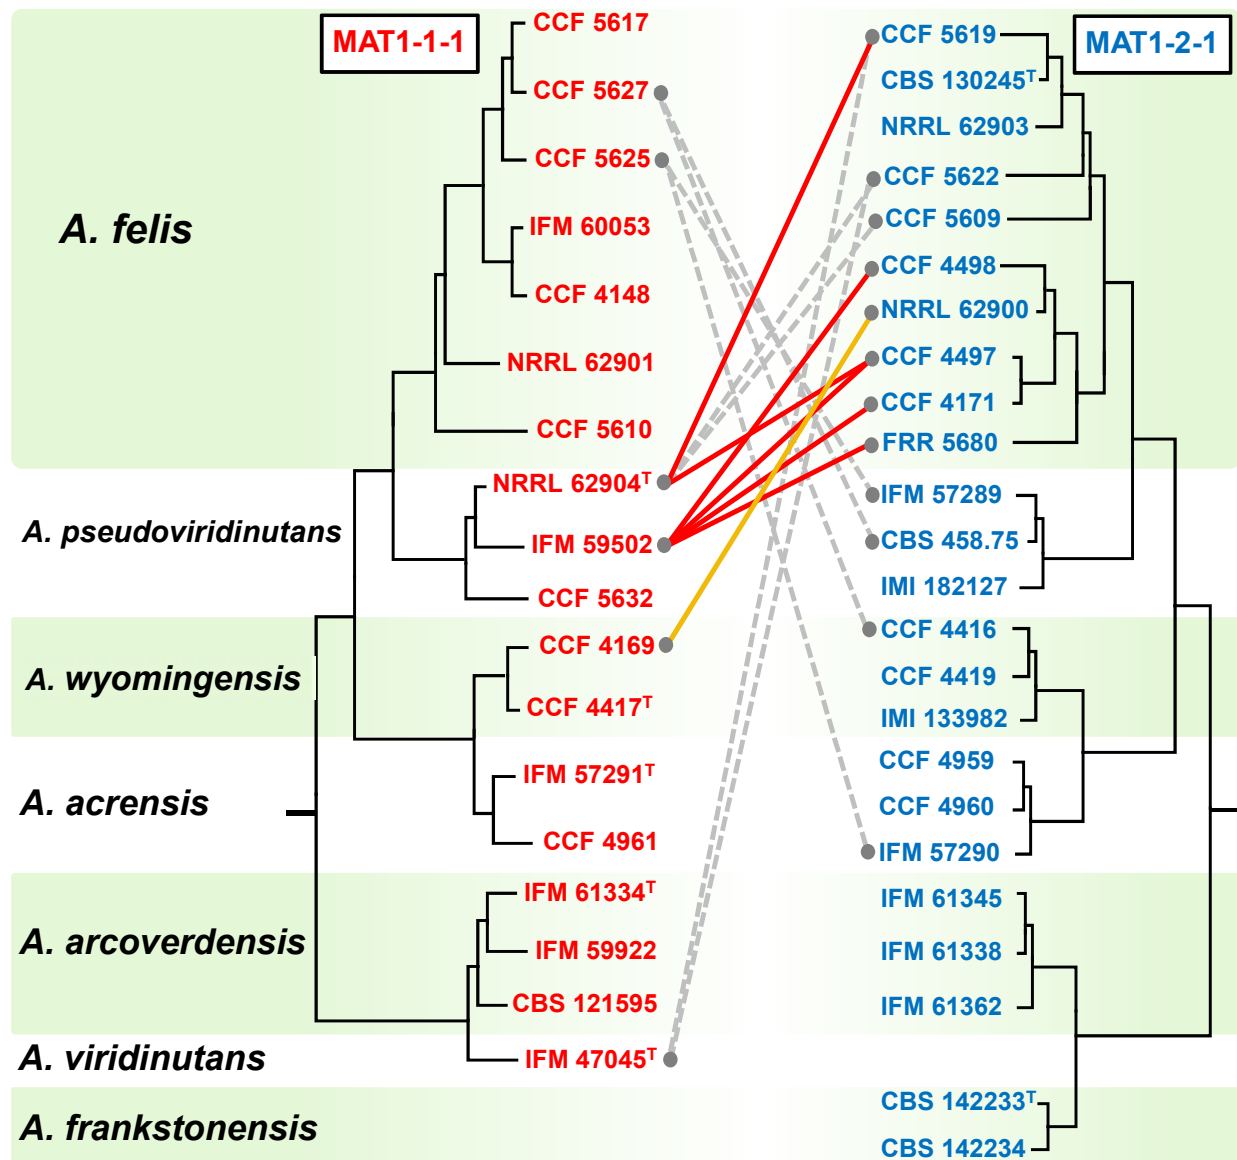 MAT1-1-1
MAT1-2-1
A. felis
CCF 5617
CCF 5627
CCF 5625
IFM 60053
CCF 4148
NRRL 62901
CCF 5610
A. pseudoviridinutans
NRRL 62904ᵀ
IFM 59502
CCF 5632
A. wyomingensis
CCF 4169
CCF 4417ᵀ
A. acrensis
IFM 57291ᵀ
CCF 4961
A. arcoverdensis
IFM 61334ᵀ
IFM 59922
CBS 121595
A. viridinutans
IFM 47045ᵀ
A. frankstonensis
CCF 5619
CBS 130245ᵀ
NRRL 62903
CCF 5622
CCF 5609
CCF 4498
NRRL 62900
CCF 4497
CCF 4171
FRR 5680
IFM 57289
CBS 458.75
IMI 182127
CCF 4416
CCF 4419
IMI 133982
CCF 4959
CCF 4960
IFM 57290
IFM 61345
IFM 61338
IFM 61362
CBS 142233ᵀ
CBS 142234